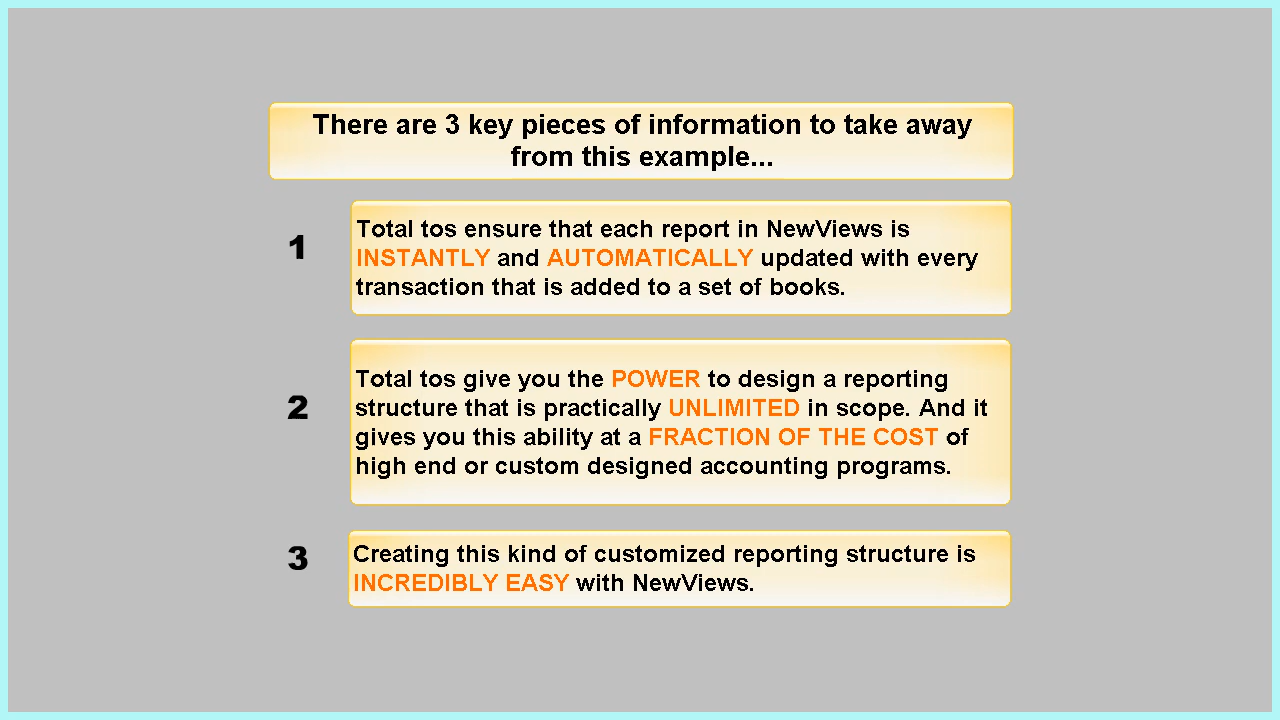 There are 3 key pieces of information to take away
from this example...
1
Total tos ensure that each report in NewViews is
INSTANTLY and AUTOMATICALLY updated with every
transaction that is added to a set of books.
2
Total tos give you the POWER to design a reporting
structure that is practically UNLIMITED in scope. And it
gives you this ability at a FRACTION OF THE COST of
high end or custom designed accounting programs.
3
Creating this kind of customized reporting structure is
INCREDIBLY EASY with NewViews.